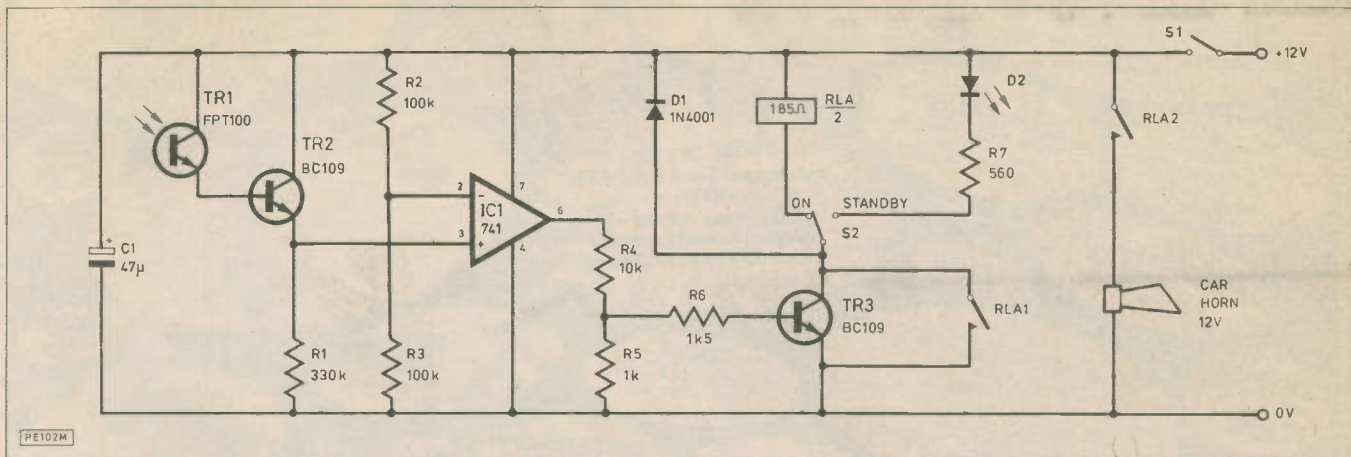 S1
+12V
TR1
FPT100
TR2
BC109
R2
100k
D1
1N4001
185Ω
RLA
2
D2
RLA2
R7
560
C1
+
47μ
2
−
7
IC1
741
3
+
4
6
ON
STANDBY
S2
R4
10k
R6
1k5
TR3
BC109
RLA1
CAR
HORN
12V
R1
330k
R3
100k
R5
1k
0V
PE102M